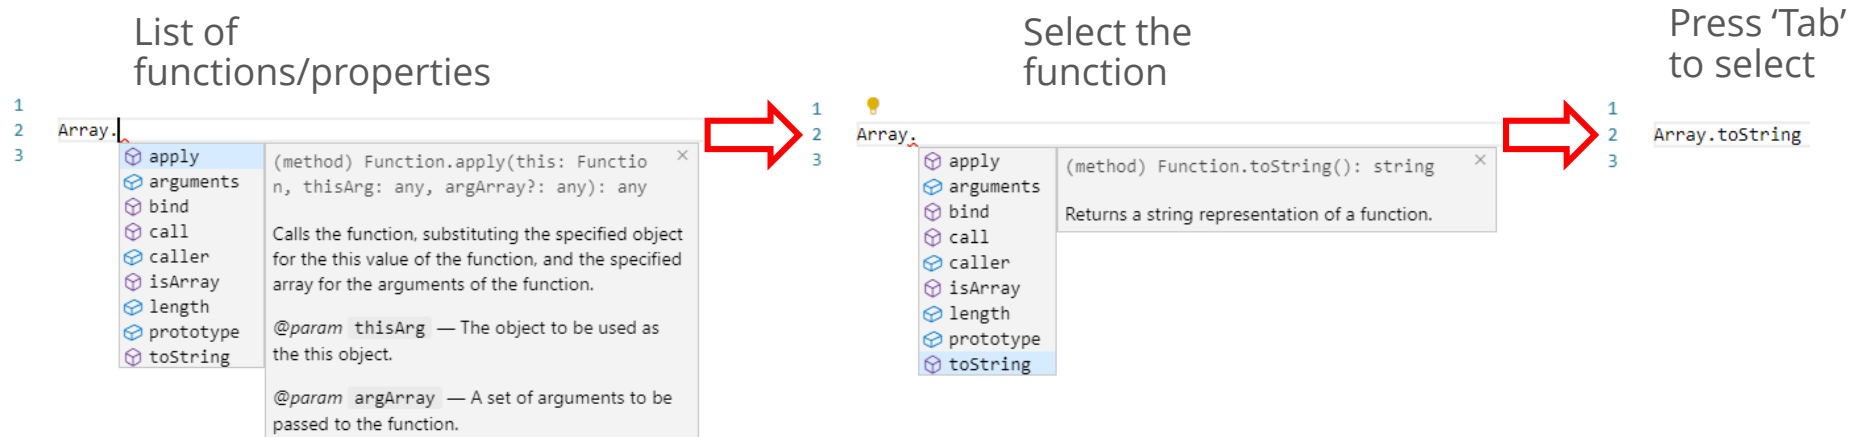 List of
functions/properties
1
2 Array.
3
apply
arguments
bind
call
caller
isArray
length
prototype
toString
(method) Function.apply(this: Functio
n, thisArg: any, argArray?: any): any
Calls the function, substituting the specified object
for the this value of the function, and the specified
array for the arguments of the function.
@param thisArg — The object to be used as
the this object.
@param argArray — A set of arguments to be
passed to the function.
Select the
function
1
2 Array.
3
apply
arguments
bind
call
caller
isArray
length
prototype
toString
(method) Function.toString(): string
Returns a string representation of a function.
Press ‘Tab’
to select
1
2 Array.toString
3